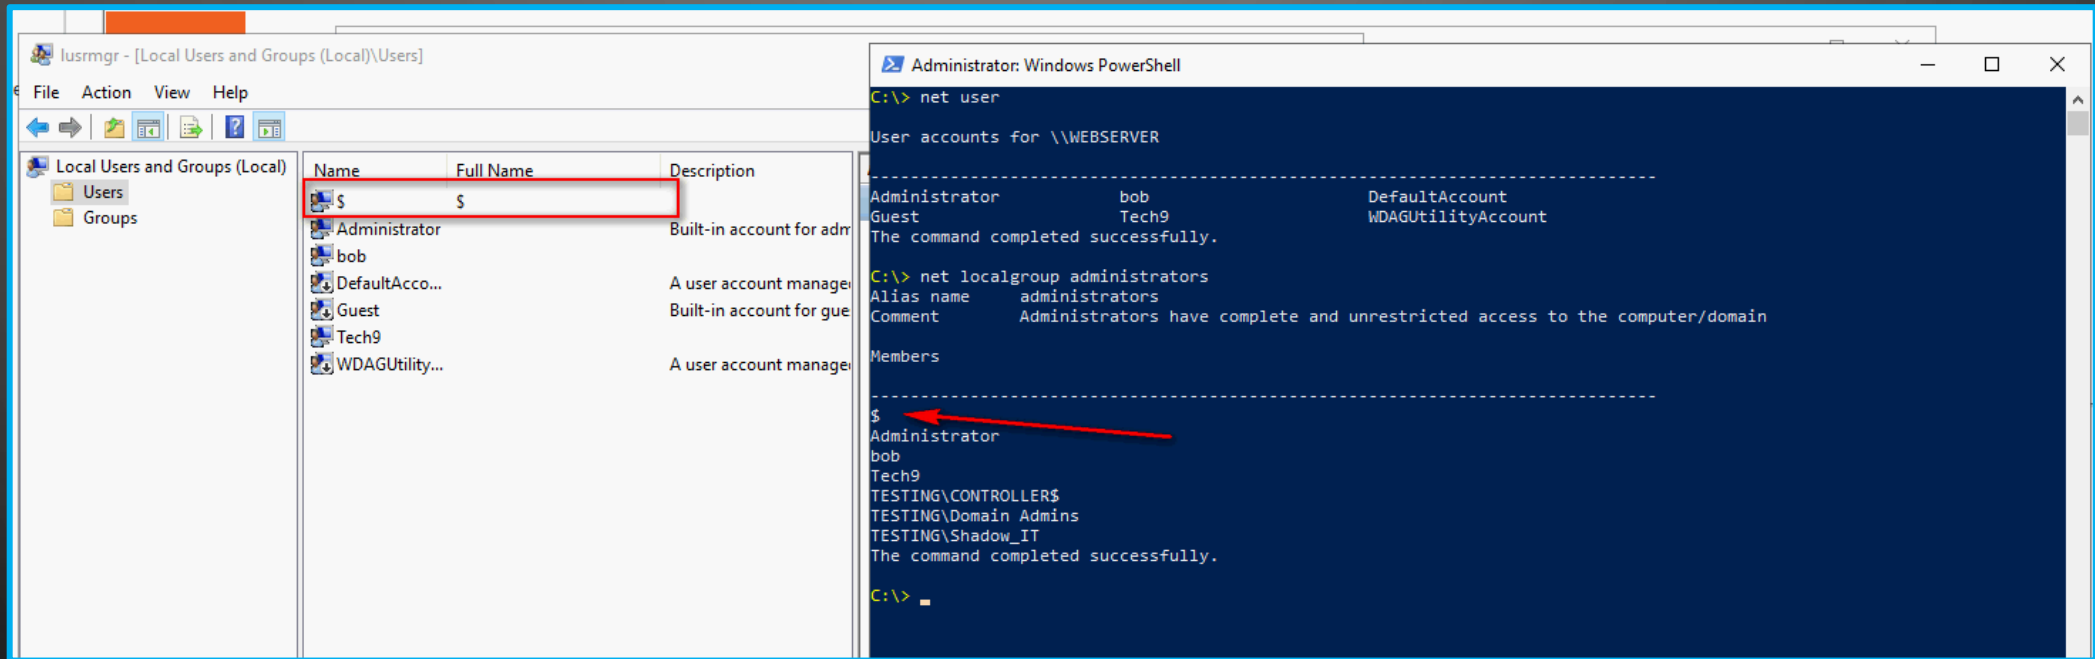 lusrmgr - [Local Users and Groups (Local)\Users]
File Action View Help
Local Users and Groups (Local)
Users
Groups
Name Full Name Description
$ $
Administrator Built-in account for adm
bob
DefaultAcco... A user account manage
Guest Built-in account for gue
Tech9
WDAGUtility... A user account manage
Administrator: Windows PowerShell
C:\> net user
User accounts for \\WEBSERVER
-------------------------------------------------------------------------------
Administrator bob DefaultAccount
Guest Tech9 WDAGUtilityAccount
The command completed successfully.
C:\> net localgroup administrators
Alias name administrators
Comment Administrators have complete and unrestricted access to the computer/domain
Members
-------------------------------------------------------------------------------
$
Administrator
bob
Tech9
TESTING\CONTROLLER$
TESTING\Domain Admins
TESTING\Shadow_IT
The command completed successfully.
C:\>